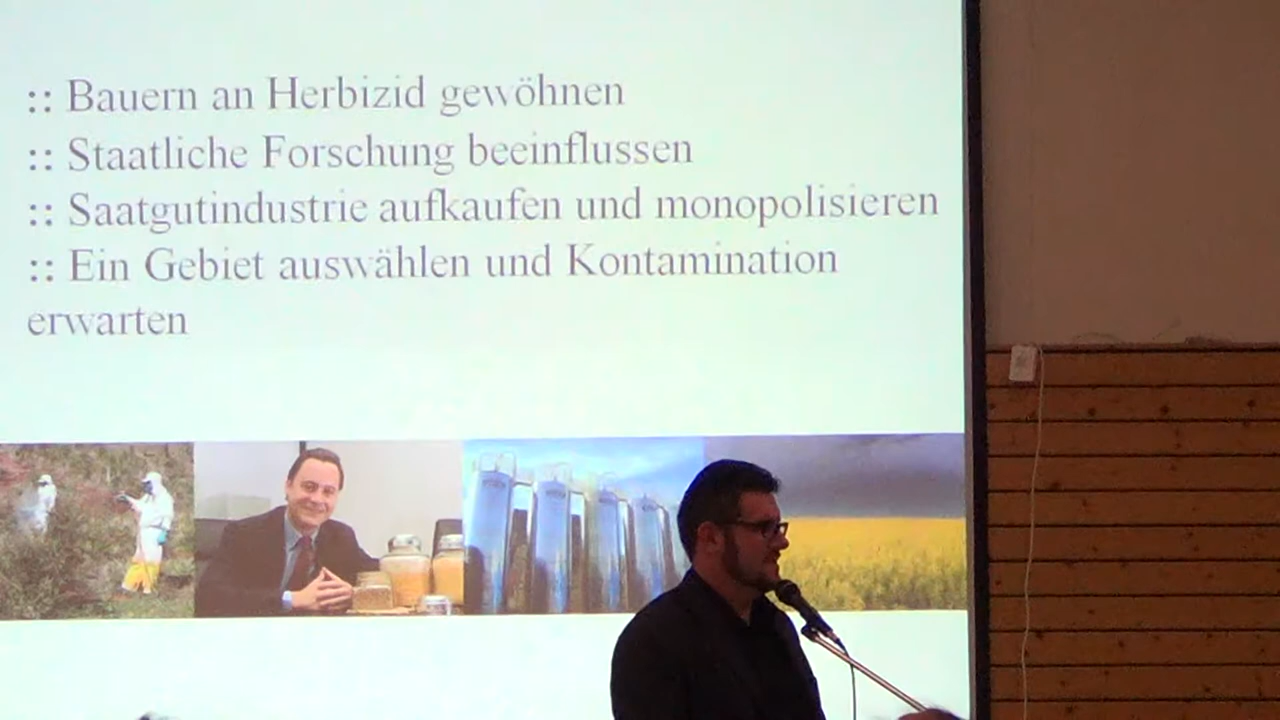 :: Bauern an Herbizid gewöhnen
:: Staatliche Forschung beeinflussen
:: Saatgutindustrie aufkaufen und monopolisieren
:: Ein Gebiet auswählen und Kontamination
erwarten